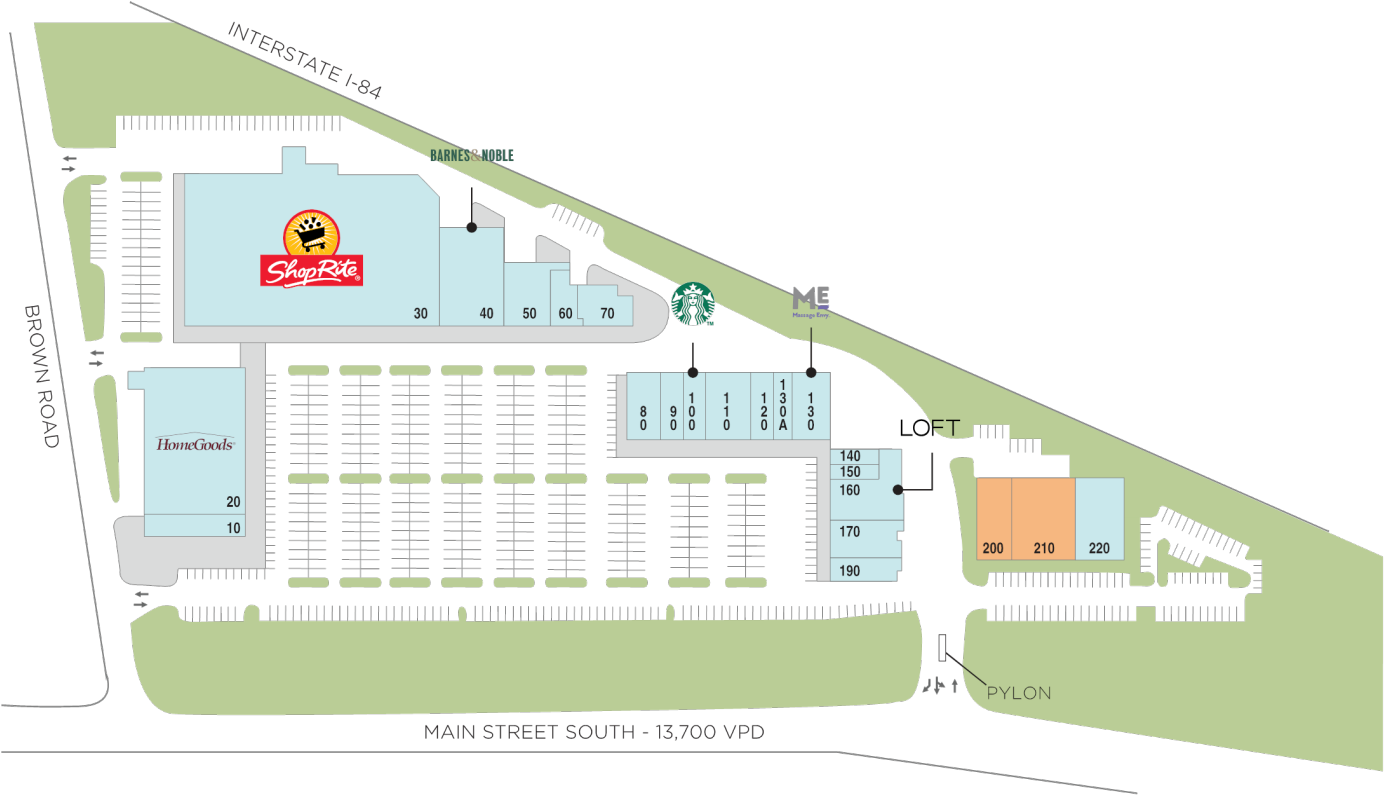 INTERSTATE I-84
BARNES&NOBLE
ShopRite®
30
40
50
60
70
TM
ME
Massage Envy
BROWN ROAD
HomeGoods
20
10
80
90
100
110
120
130A
130
LOFT
140
150
160
170
190
200
210
220
PYLON
MAIN STREET SOUTH - 13,700 VPD